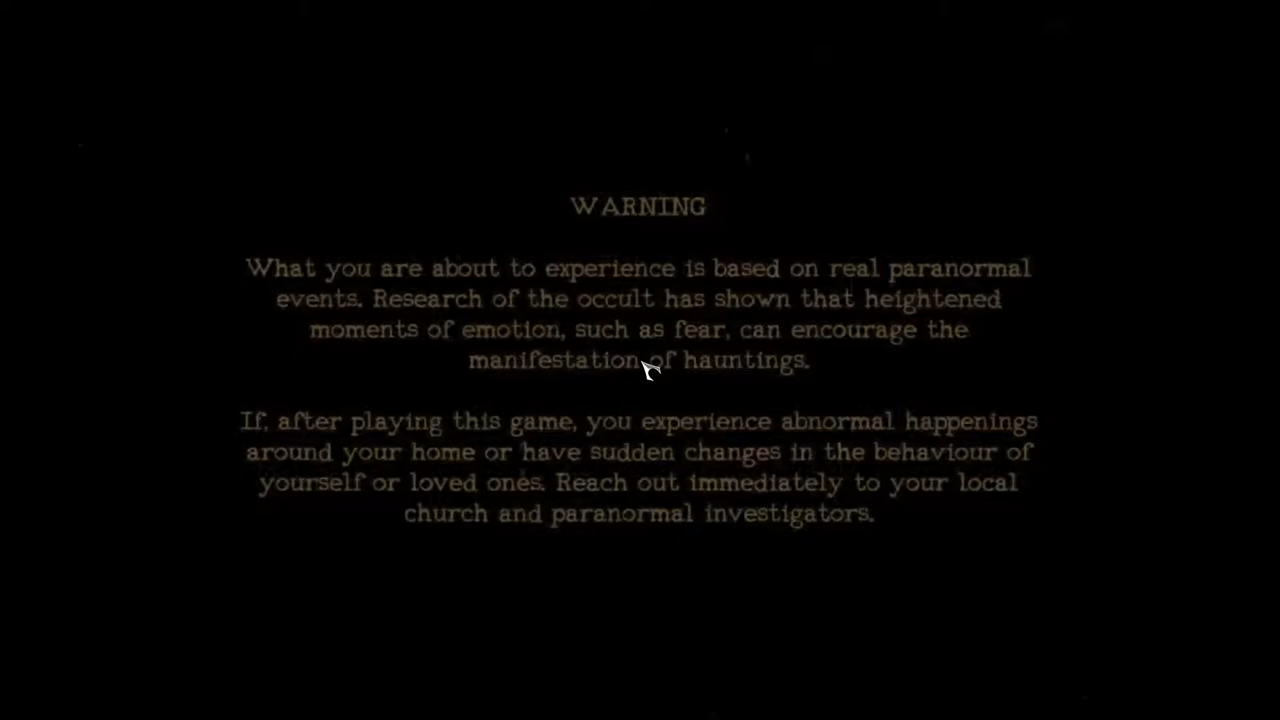 WARNING
What you are about to experience is based on real paranormal
events. Research of the occult has shown that heightened
moments of emotion, such as fear, can encourage the
manifestation of hauntings.
If, after playing this game, you experience abnormal happenings
around your home or have sudden changes in the behaviour of
yourself or loved ones. Reach out immediately to your local
church and paranormal investigators.